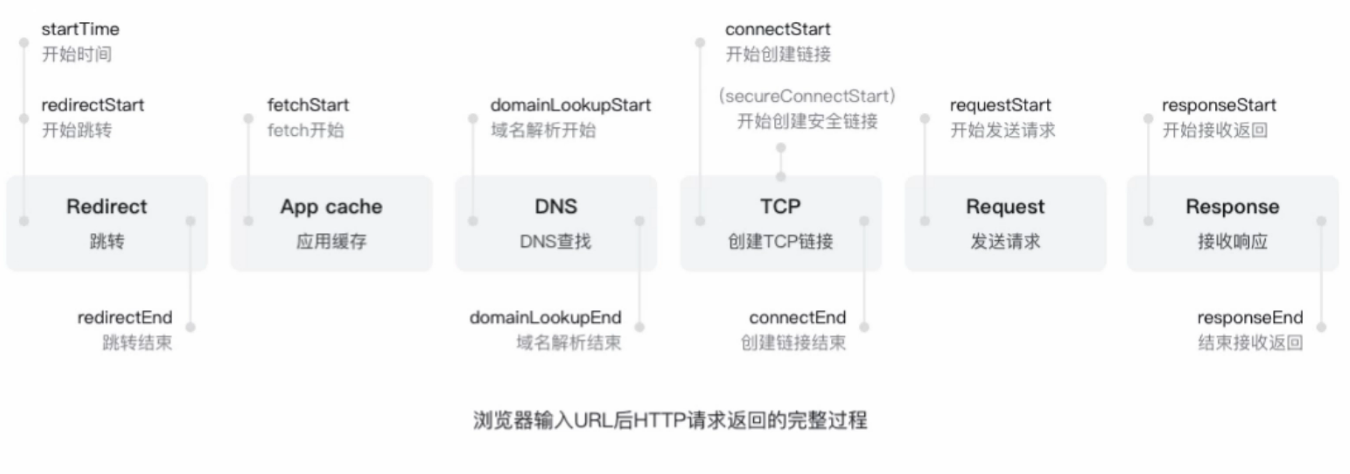 startTime
开始时间
redirectStart
开始跳转
fetchStart
fetch开始
domainLookupStart
域名解析开始
connectStart
开始创建链接
(secureConnectStart)
开始创建安全链接
requestStart
开始发送请求
responseStart
开始接收返回
Redirect
跳转
App cache
应用缓存
DNS
DNS查找
TCP
创建TCP链接
Request
发送请求
Response
接收响应
redirectEnd
跳转结束
domainLookupEnd
域名解析结束
connectEnd
创建链接结束
responseEnd
结束接收返回
浏览器输入URL后HTTP请求返回的完整过程